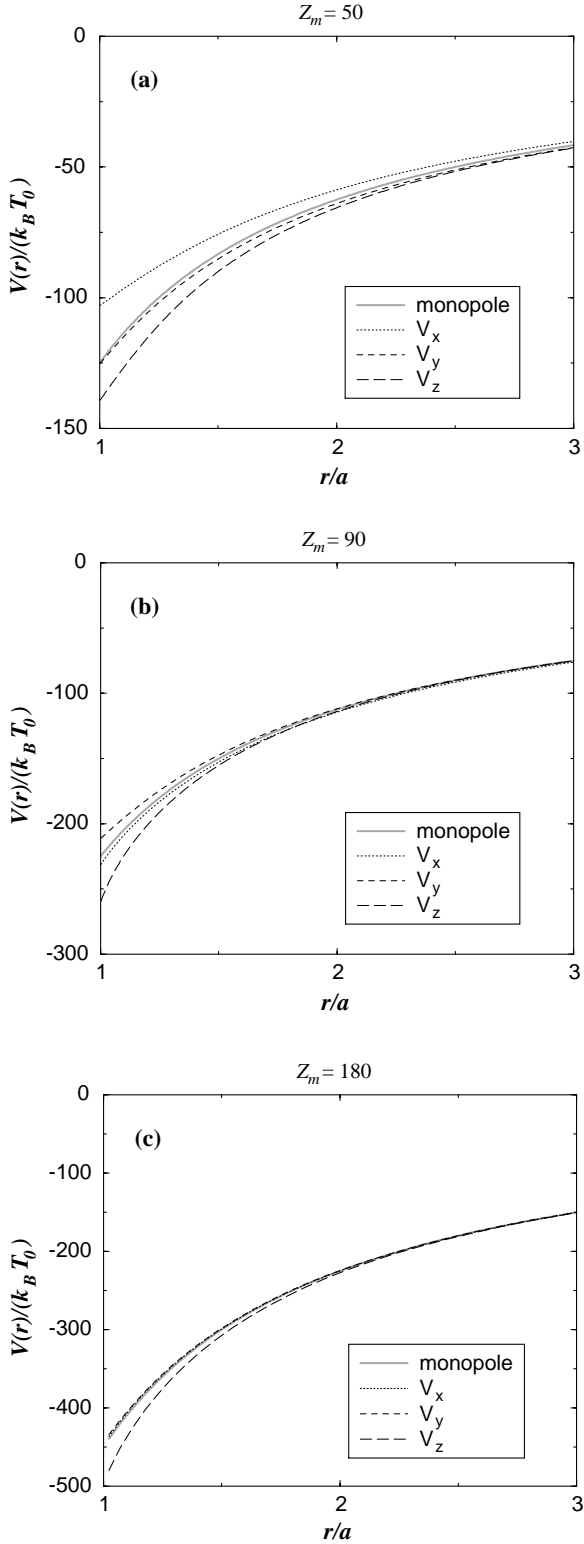 Z_m = 50
0
(a)
-50
-100
-150
V(r)/(k_B T_0)
monopole
V_x
V_y
V_z
1
2
3
r/a
Z_m = 90
0
(b)
-100
-200
-300
V(r)/(k_B T_0)
monopole
V_x
V_y
V_z
1
2
3
r/a
Z_m = 180
0
(c)
-100
-200
-300
-400
-500
V(r)/(k_B T_0)
monopole
V_x
V_y
V_z
1
2
3
r/a